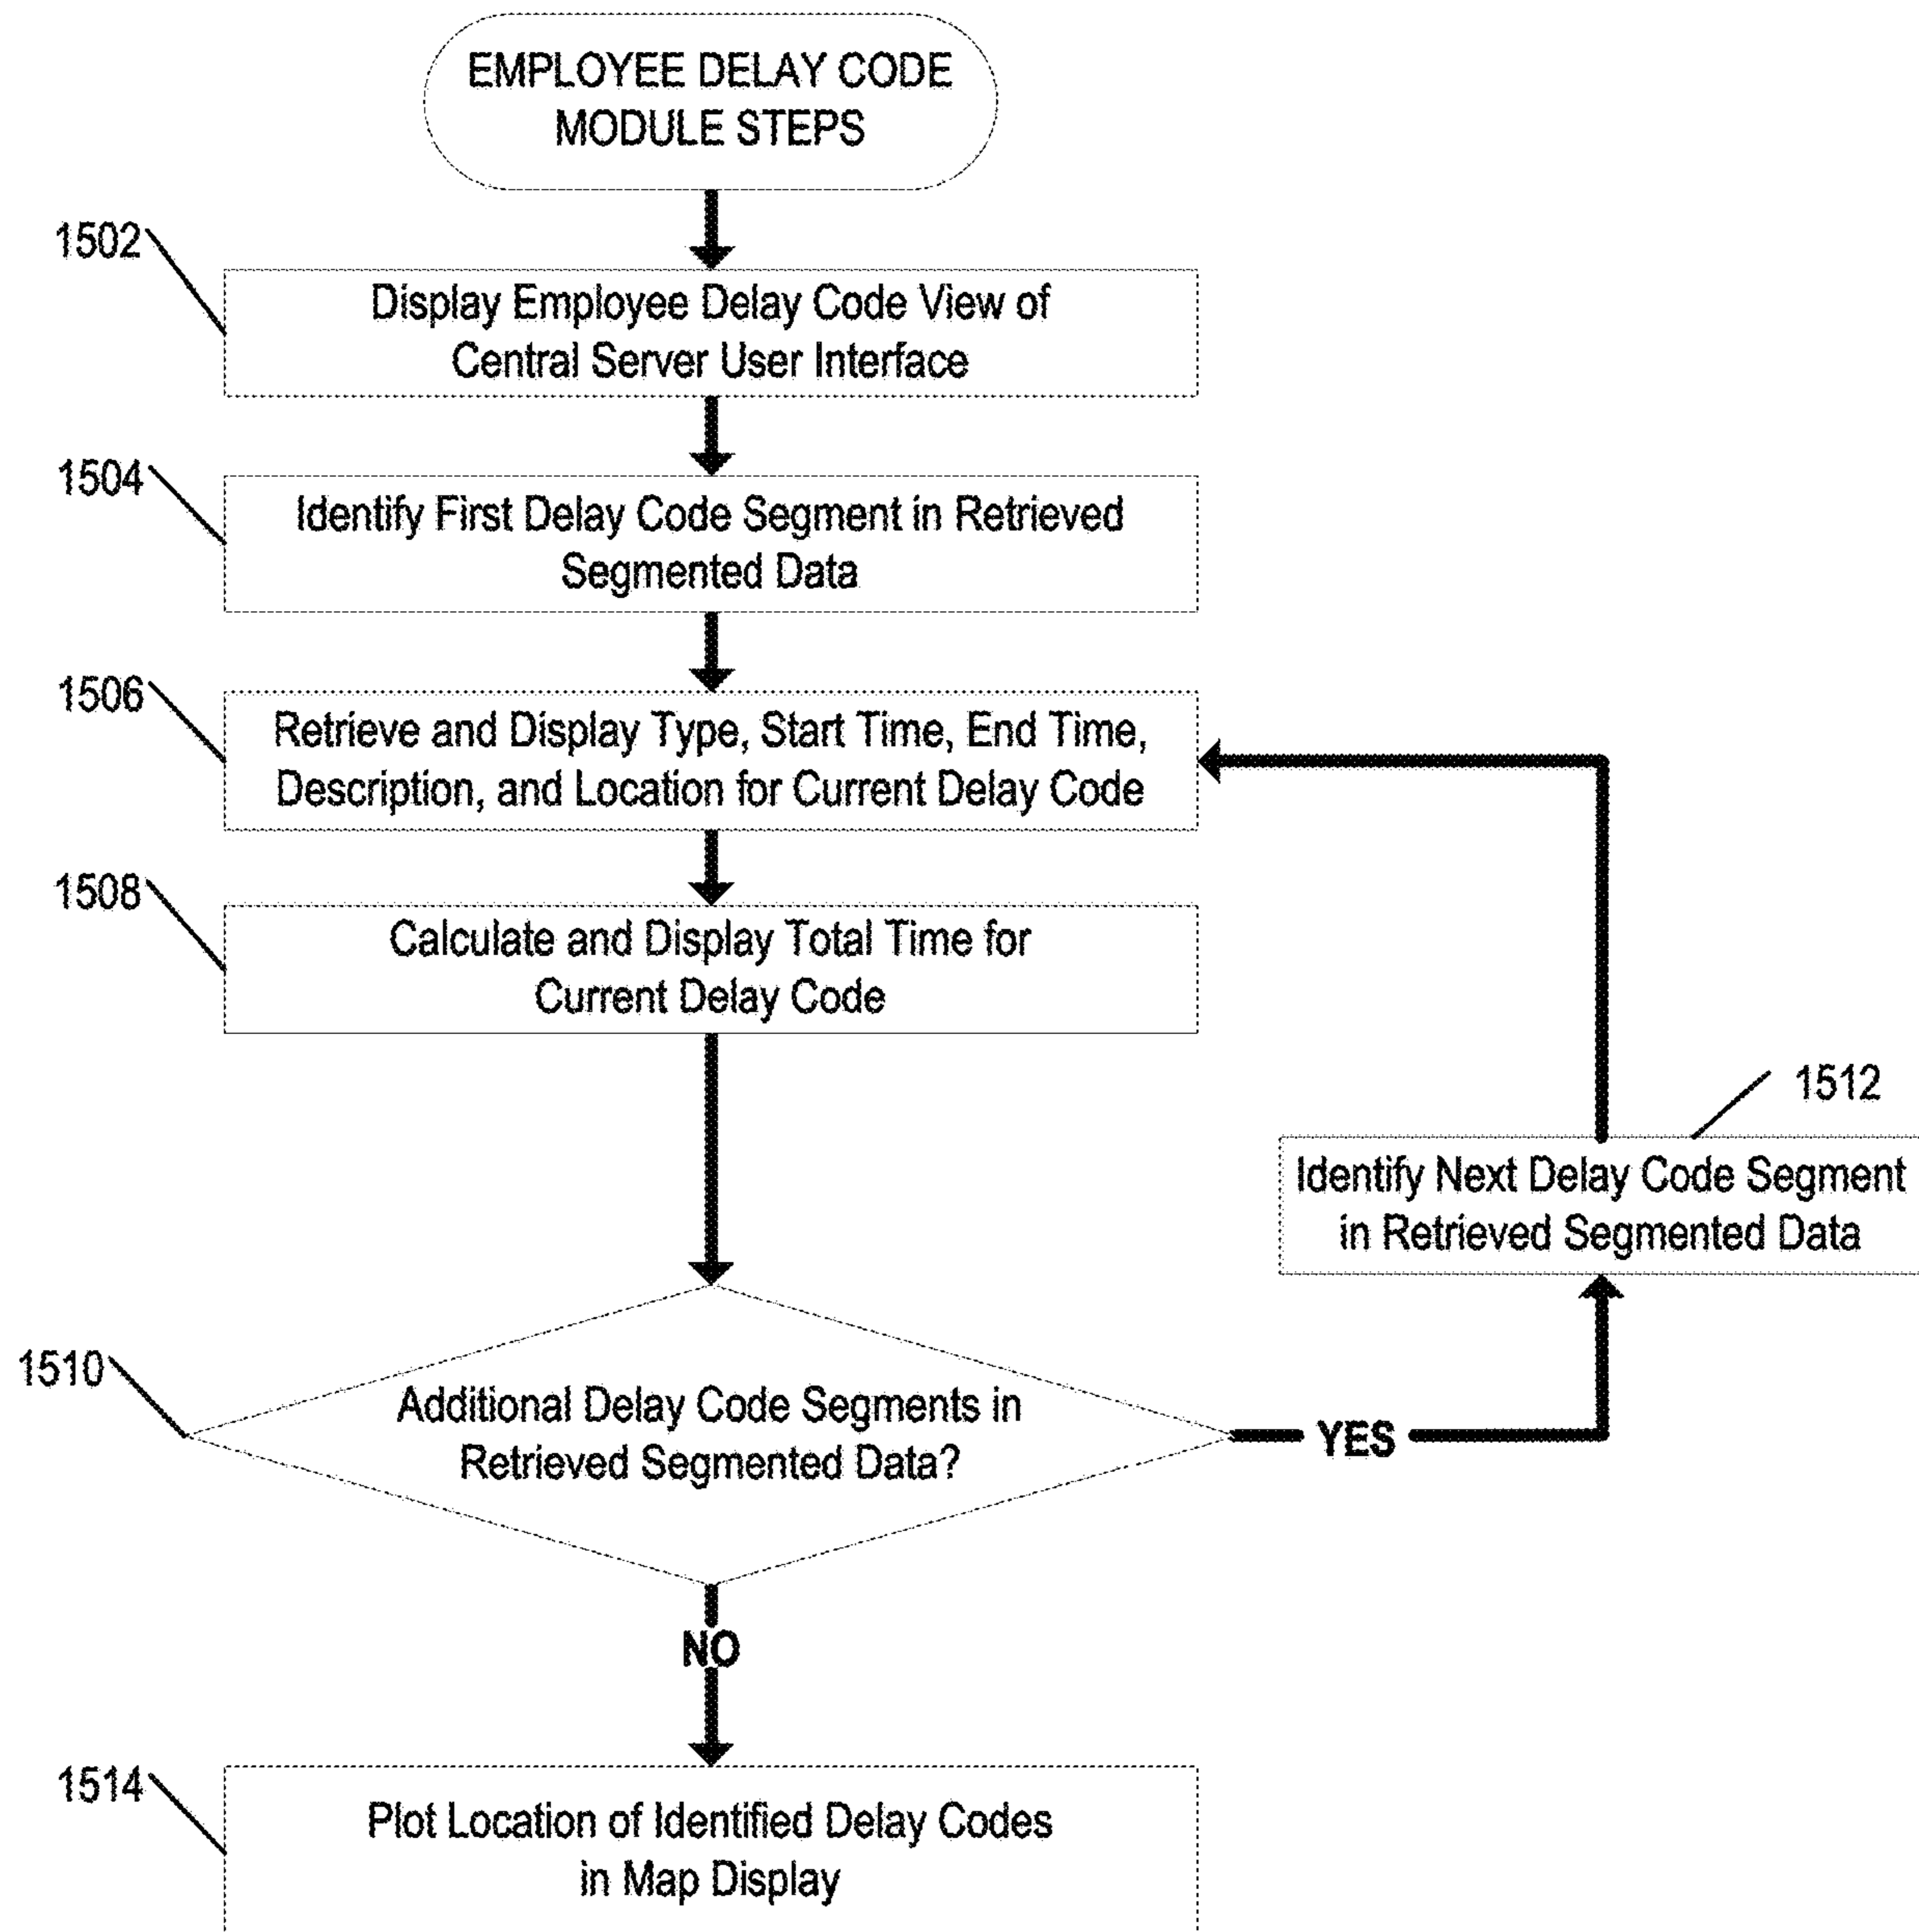 EMPLOYEE DELAY CODE
MODULE STEPS
1502
Display Employee Delay Code View of
Central Server User Interface
1504
Identify First Delay Code Segment in Retrieved
Segmented Data
1506
Retrieve and Display Type, Start Time, End Time,
Description, and Location for Current Delay Code
1508
Calculate and Display Total Time for
Current Delay Code
1512
Identify Next Delay Code Segment
in Retrieved Segmented Data
1510
Additional Delay Code Segments in
Retrieved Segmented Data?
YES
NO
1514
Plot Location of Identified Delay Codes
in Map Display